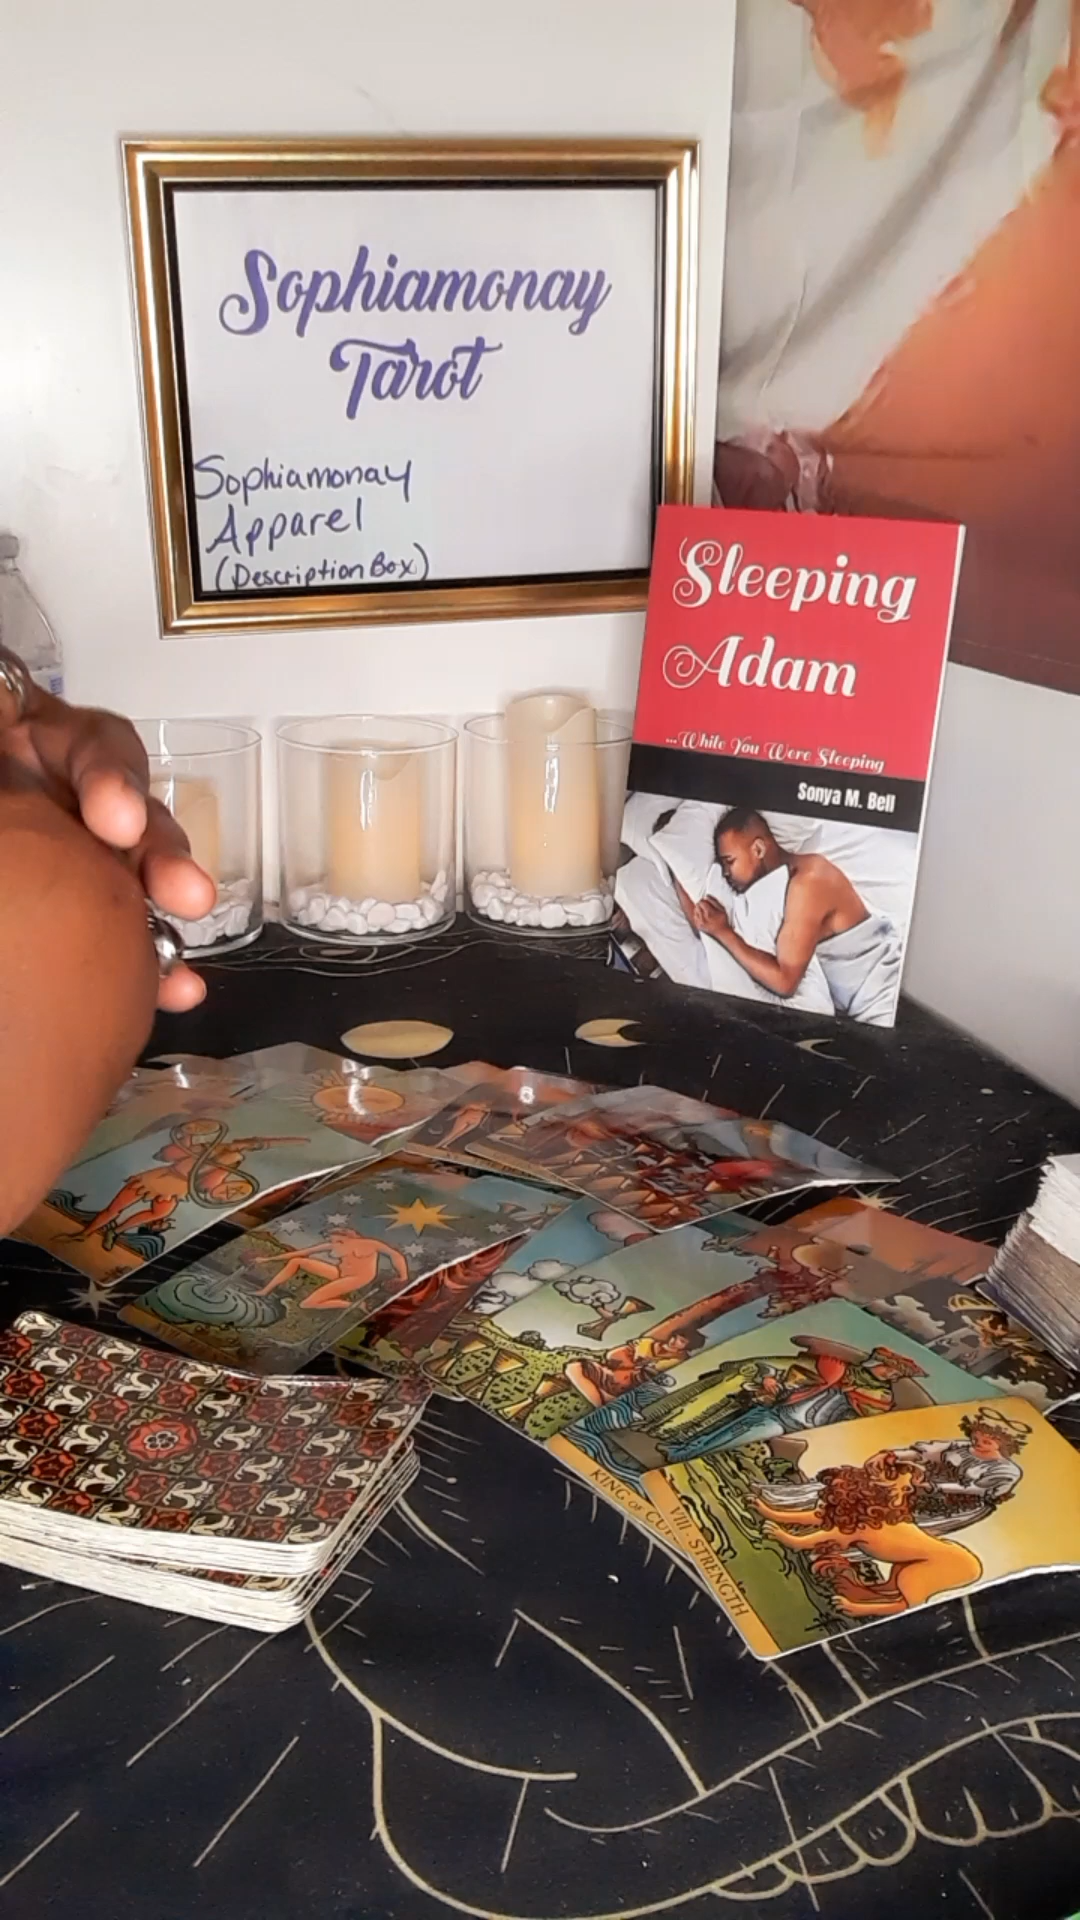 Sophiamonay
Tarot
Sophiamonay
Apparel
(Description Box)
Sleeping
Adam
...While You Were Sleeping
Sonya M. Bell
KING OF CUPS
VIII · STRENGTH